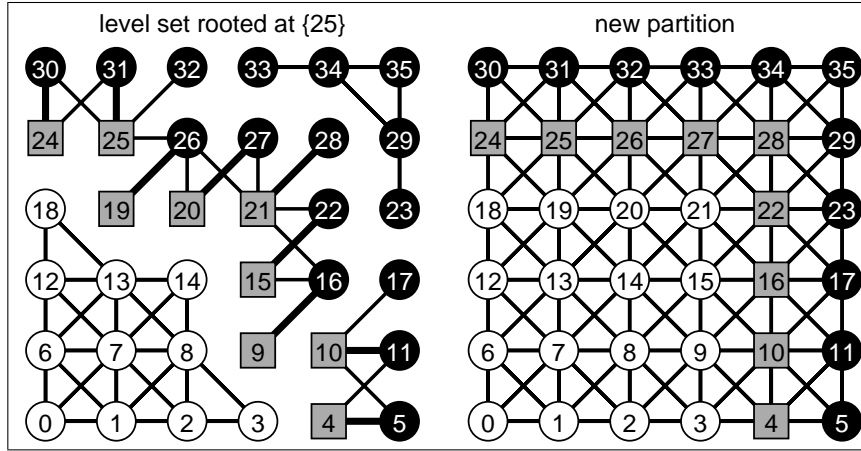 level set rooted at {25} new partition
30 31 32 33 34 35 30 31 32 33 34 35
24 25 26 27 28 29 24 25 26 27 28 29
18 19 20 21 22 23 18 19 20 21 22 23
12 13 14 15 16 17 12 13 14 15 16 17
6 7 8 9 10 11 6 7 8 9 10 11
0 1 2 3 4 5 0 1 2 3 4 5